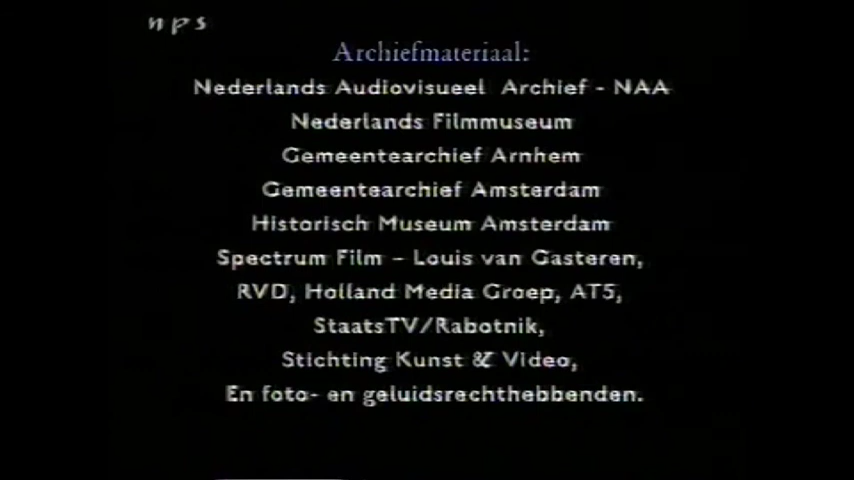 nps
Archiefmateriaal:
Nederlands Audiovisueel Archief - NAA
Nederlands Filmmuseum
Gemeentearchief Arnhem
Gemeentearchief Amsterdam
Historisch Museum Amsterdam
Spectrum Film - Louis van Gasteren,
RVD, Holland Media Groep, AT5,
StaatsTV/Rabotnik,
Stichting Kunst & Video,
En foto- en geluidsrechthebbenden.